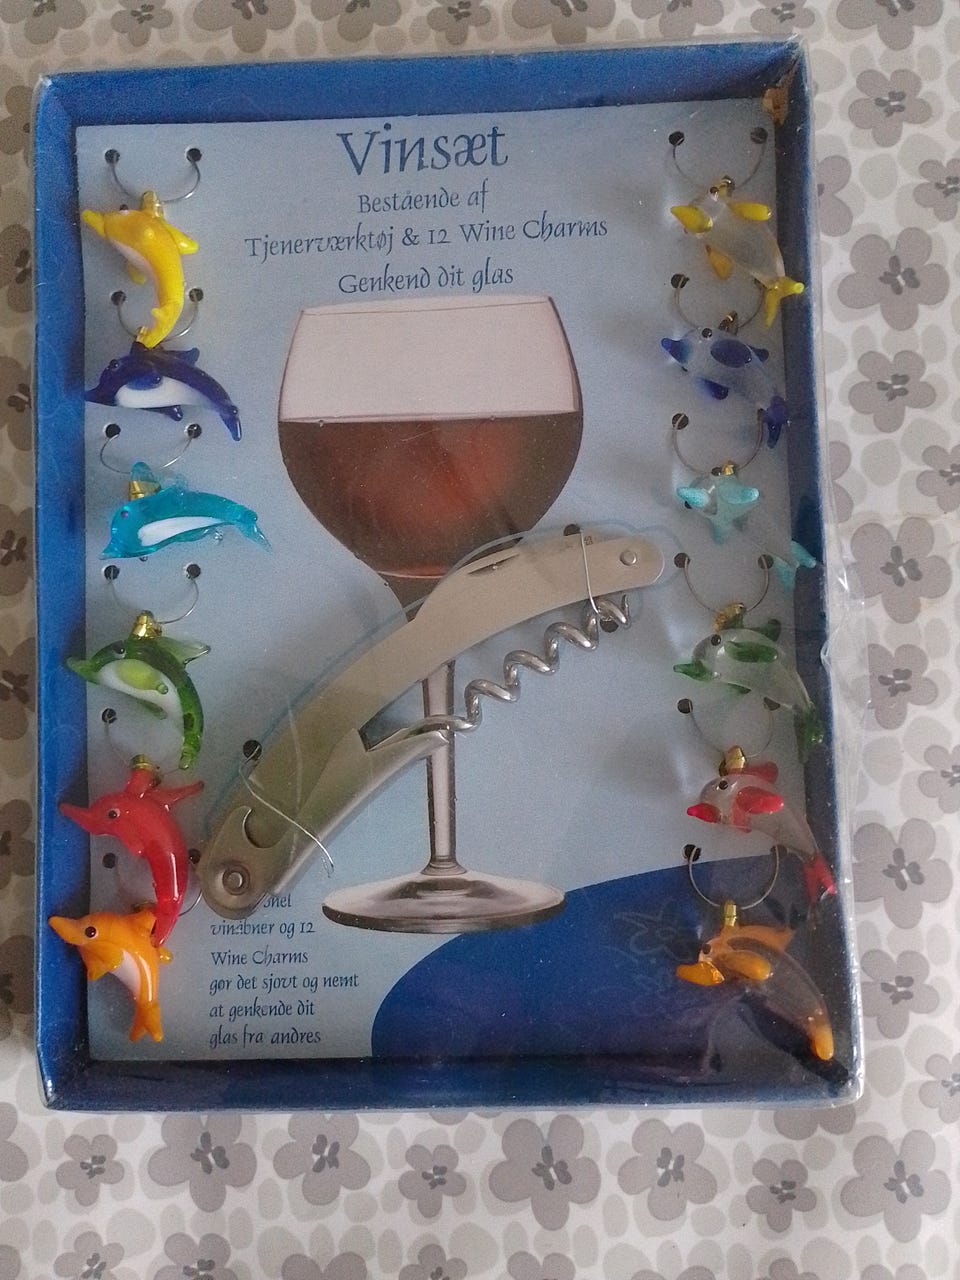 Vinsæt
Bestående af
Tjenerværktøj & 12 Wine Charms
Genkend dit glas
vinåbner og 12
Wine Charms
gør det sjovt og nemt
at genkende dit
glas fra andres